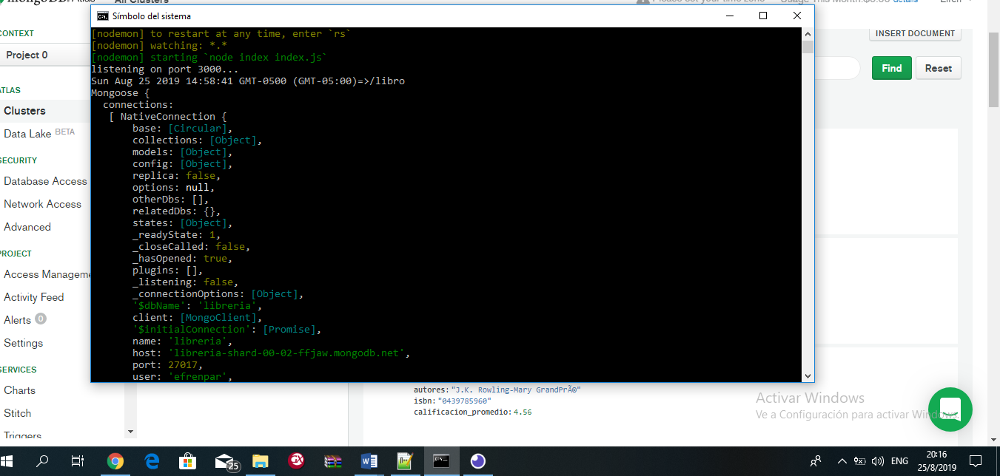 mongoDB. Atlas
All Clusters
Please set your time zone
Usage This Month:$0.00 details
Efren
Símbolo del sistema
CONTEXT
Project 0
ATLAS
Clusters
Data Lake BETA
SECURITY
Database Access
Network Access
Advanced
PROJECT
Access Manageme
Activity Feed
Alerts 0
Settings
SERVICES
Charts
Stitch
Triggers
[nodemon] to restart at any time, enter `rs`
[nodemon] watching: *.*
[nodemon] starting `node index index.js`
listening on port 3000...
Sun Aug 25 2019 14:58:41 GMT-0500 (GMT-05:00)=>/libro
Mongoose {
connections:
[ NativeConnection {
base: [Circular],
collections: [Object],
models: [Object],
config: [Object],
replica: false,
options: null,
otherDbs: [],
relatedDbs: {},
states: [Object],
_readyState: 1,
_closeCalled: false,
_hasOpened: true,
plugins: [],
_listening: false,
_connectionOptions: [Object],
'$dbName': 'libreria',
client: [MongoClient],
'$initialConnection': [Promise],
name: 'libreria',
host: 'libreria-shard-00-02-ffjaw.mongodb.net',
port: 27017,
user: 'efrenpar',
INSERT DOCUMENT
Find
Reset
autores: "J.K. Rowling-Mary GrandPrÃ©"
isbn: "0439785960"
calificacion_promedio: 4.56
Activar Windows
Ve a Configuración para activar Windows.
25
ENG
20:16
25/8/2019